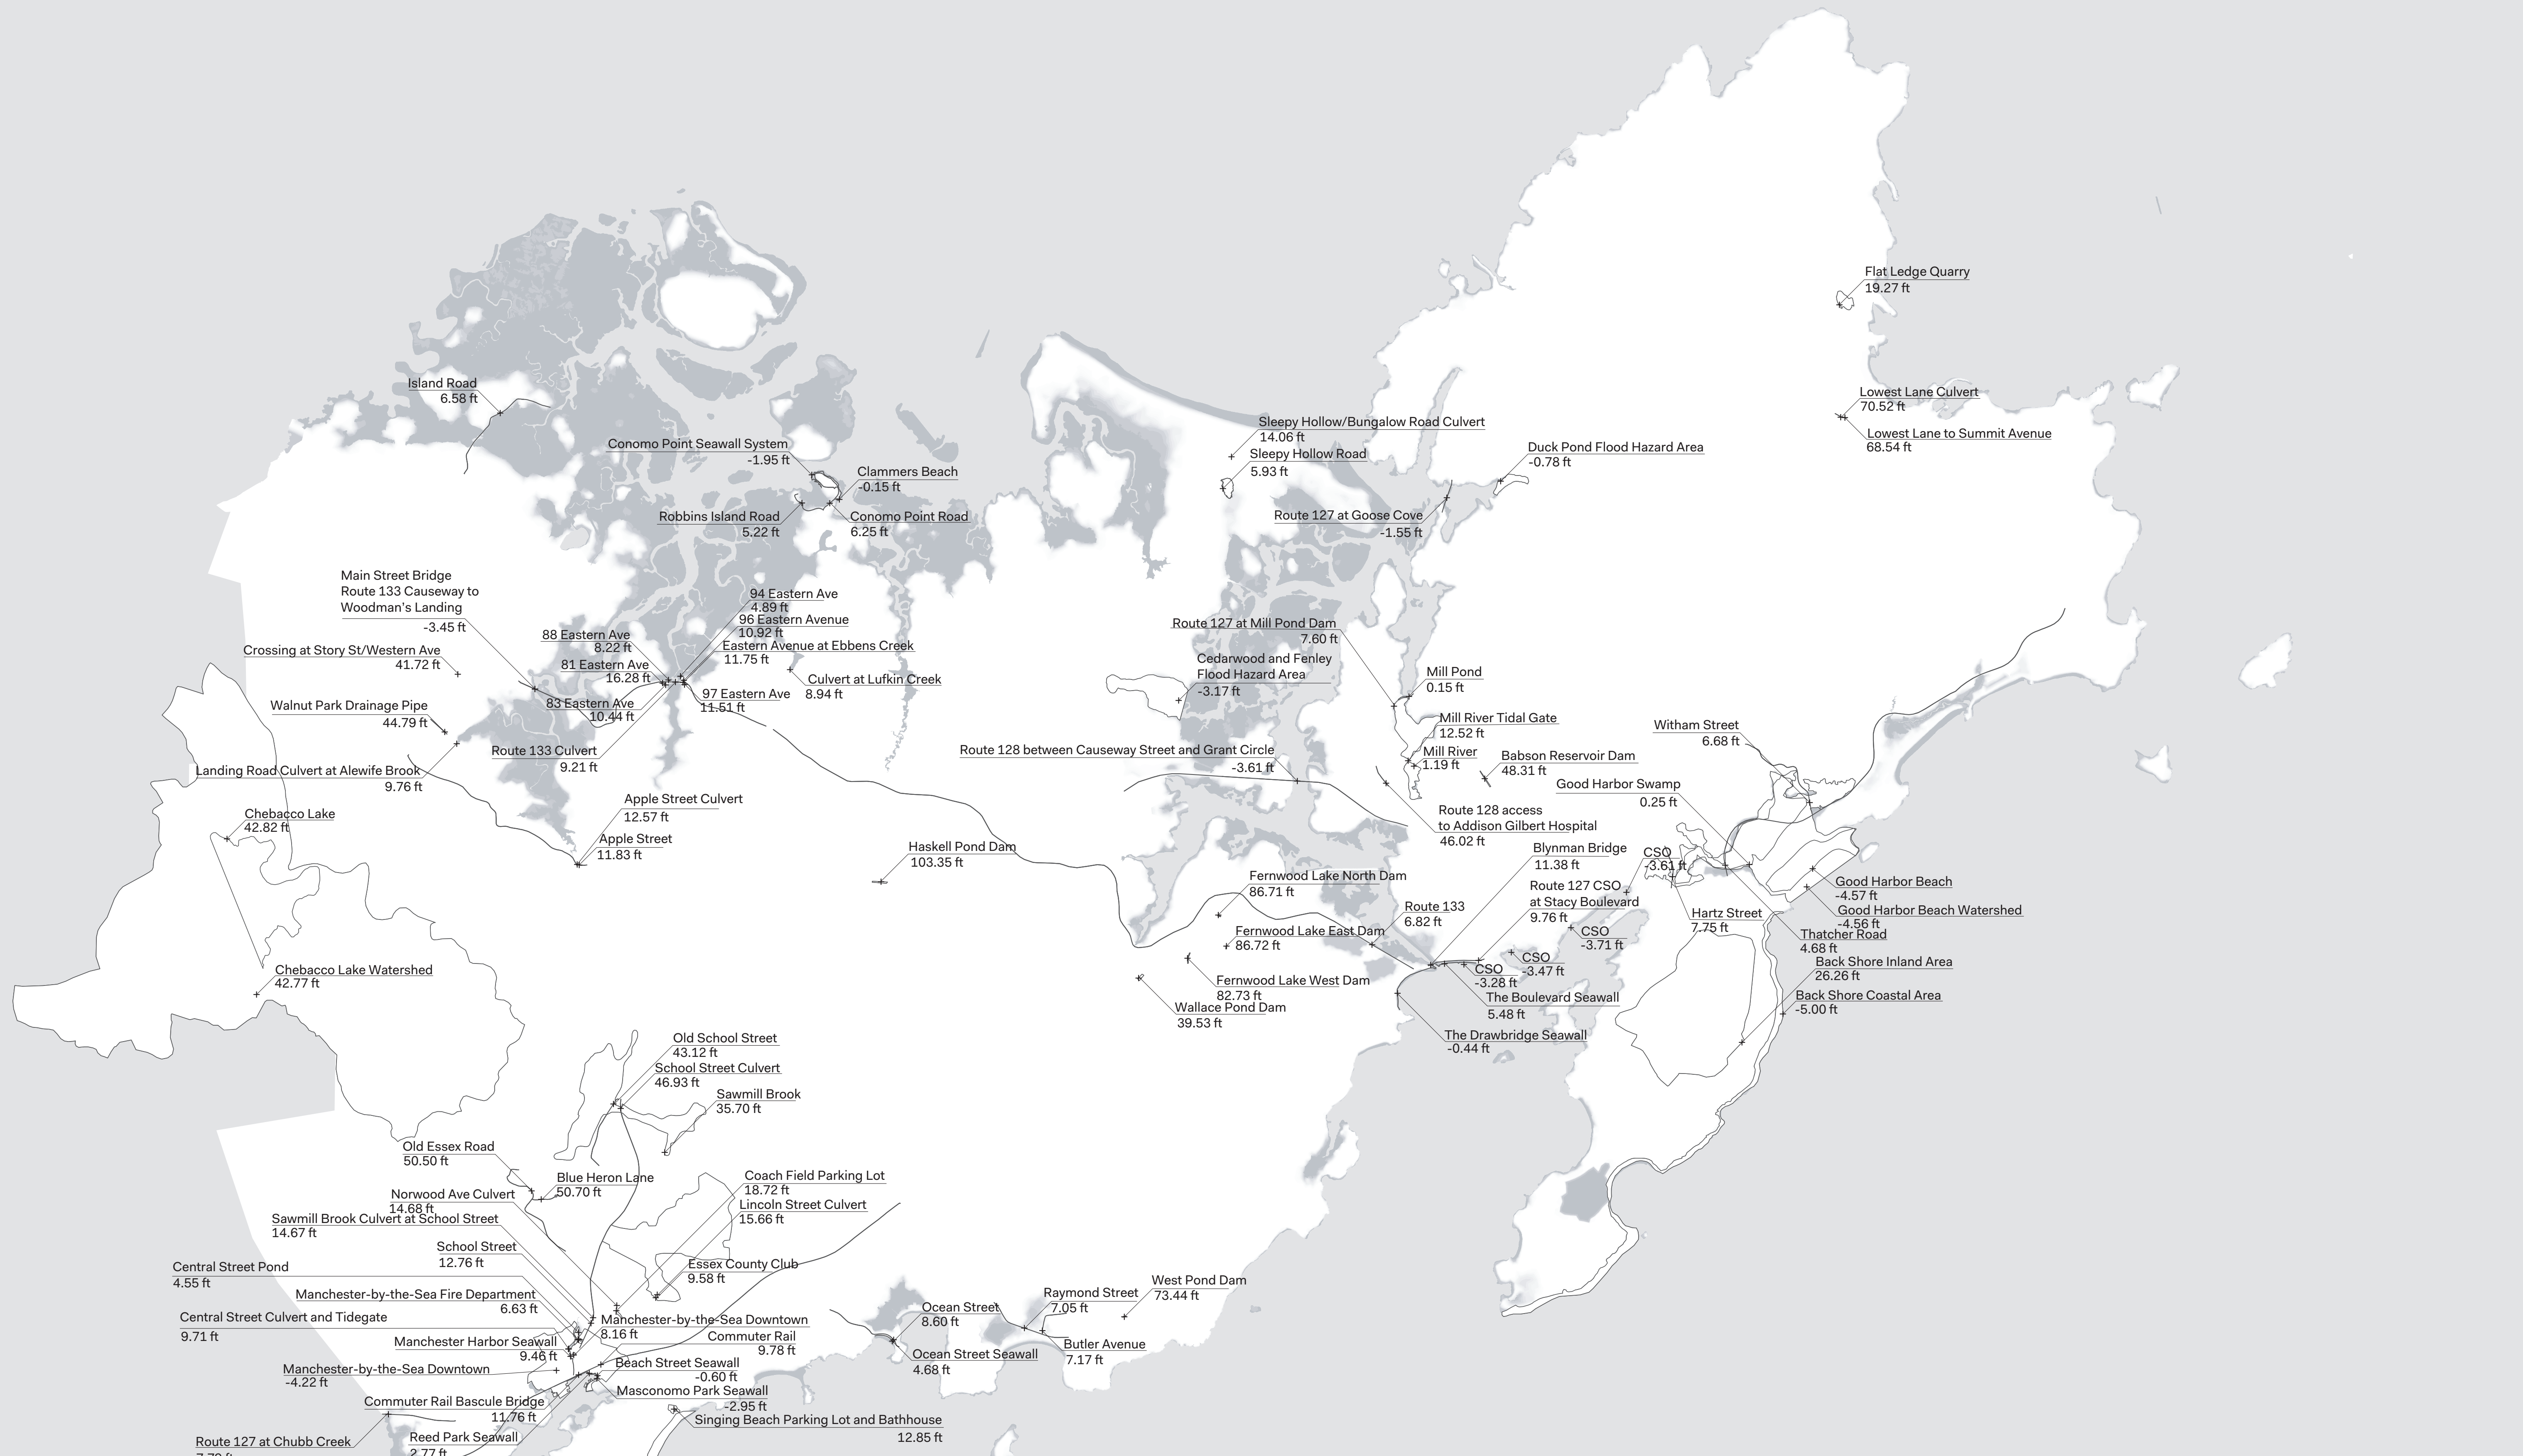 Flat Ledge Quarry
19.27 ft
Island Road
6.58 ft
Lowest Lane Culvert
70.52 ft
Lowest Lane to Summit Avenue
68.54 ft
Sleepy Hollow/Bungalow Road Culvert
14.06 ft
Sleepy Hollow Road
5.93 ft
Duck Pond Flood Hazard Area
-0.78 ft
Conomo Point Seawall System
-1.95 ft
Clammers Beach
-0.15 ft
Robbins Island Road
5.22 ft
Conomo Point Road
6.25 ft
Route 127 at Goose Cove
-1.55 ft
Main Street Bridge
Route 133 Causeway to
Woodman's Landing
-3.45 ft
94 Eastern Ave
4.89 ft
96 Eastern Avenue
10.92 ft
Eastern Avenue at Ebbens Creek
11.75 ft
88 Eastern Ave
8.22 ft
81 Eastern Ave
16.28 ft
Crossing at Story St/Western Ave
41.72 ft
Culvert at Lufkin Creek
8.94 ft
97 Eastern Ave
11.51 ft
83 Eastern Ave
10.44 ft
Walnut Park Drainage Pipe
44.79 ft
Route 133 Culvert
9.21 ft
Landing Road Culvert at Alewife Brook
9.76 ft
Route 127 at Mill Pond Dam
7.60 ft
Cedarwood and Fenley
Flood Hazard Area
-3.17 ft
Mill Pond
0.15 ft
Mill River Tidal Gate
12.52 ft
Mill River
1.19 ft
Witham Street
6.68 ft
Route 128 between Causeway Street and Grant Circle
-3.61 ft
Babson Reservoir Dam
48.31 ft
Good Harbor Swamp
0.25 ft
Apple Street Culvert
12.57 ft
Apple Street
11.83 ft
Chebacco Lake
42.82 ft
Route 128 access
to Addison Gilbert Hospital
46.02 ft
Haskell Pond Dam
103.35 ft
Blynman Bridge
11.38 ft
CSO
-3.61 ft
Fernwood Lake North Dam
86.71 ft
Route 127 CSO
at Stacy Boulevard
9.76 ft
Good Harbor Beach
-4.57 ft
Good Harbor Beach Watershed
-4.56 ft
Route 133
6.82 ft
Hartz Street
7.75 ft
Fernwood Lake East Dam
86.72 ft
CSO
-3.71 ft
Thatcher Road
4.68 ft
CSO
-3.47 ft
Back Shore Inland Area
26.26 ft
Chebacco Lake Watershed
42.77 ft
CSO
-3.28 ft
Fernwood Lake West Dam
82.73 ft
The Boulevard Seawall
5.48 ft
Back Shore Coastal Area
-5.00 ft
Wallace Pond Dam
39.53 ft
The Drawbridge Seawall
-0.44 ft
Old School Street
43.12 ft
School Street Culvert
46.93 ft
Sawmill Brook
35.70 ft
Old Essex Road
50.50 ft
Blue Heron Lane
50.70 ft
Coach Field Parking Lot
18.72 ft
Norwood Ave Culvert
14.68 ft
Lincoln Street Culvert
15.66 ft
Sawmill Brook Culvert at School Street
14.67 ft
School Street
12.76 ft
Central Street Pond
4.55 ft
Essex County Club
9.58 ft
Manchester-by-the-Sea Fire Department
6.63 ft
Central Street Culvert and Tidegate
9.71 ft
Manchester-by-the-Sea Downtown
8.16 ft
Commuter Rail
9.78 ft
Manchester Harbor Seawall
9.46 ft
Manchester-by-the-Sea Downtown
-4.22 ft
Beach Street Seawall
-0.60 ft
Masconomo Park Seawall
-2.95 ft
Commuter Rail Bascule Bridge
11.76 ft
Singing Beach Parking Lot and Bathhouse
12.85 ft
Reed Park Seawall
2.77 ft
Route 127 at Chubb Creek
West Pond Dam
73.44 ft
Raymond Street
7.05 ft
Ocean Street
8.60 ft
Butler Avenue
7.17 ft
Ocean Street Seawall
4.68 ft